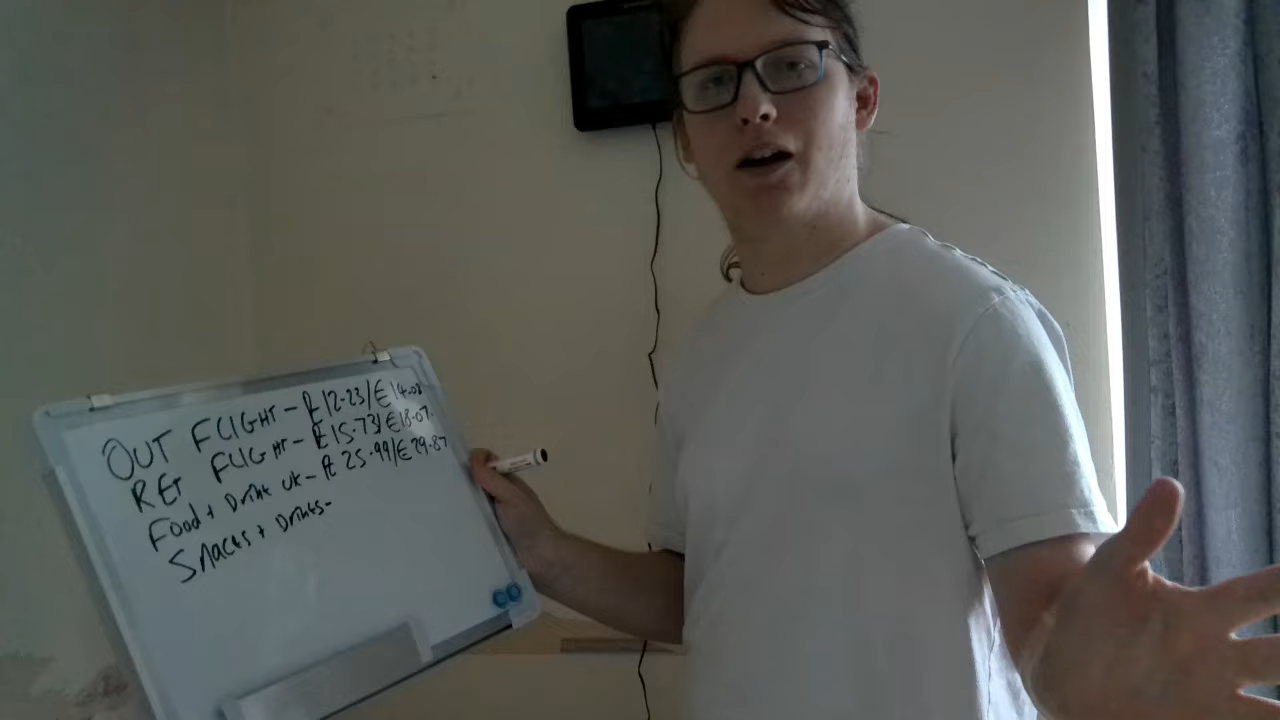 OUT FLIGHT - £12-23/€14.08
RET FLIGHT - £15.73/€18-07.
Food + Drink UK - £25.99/€29.87
Snacks + Drinks-